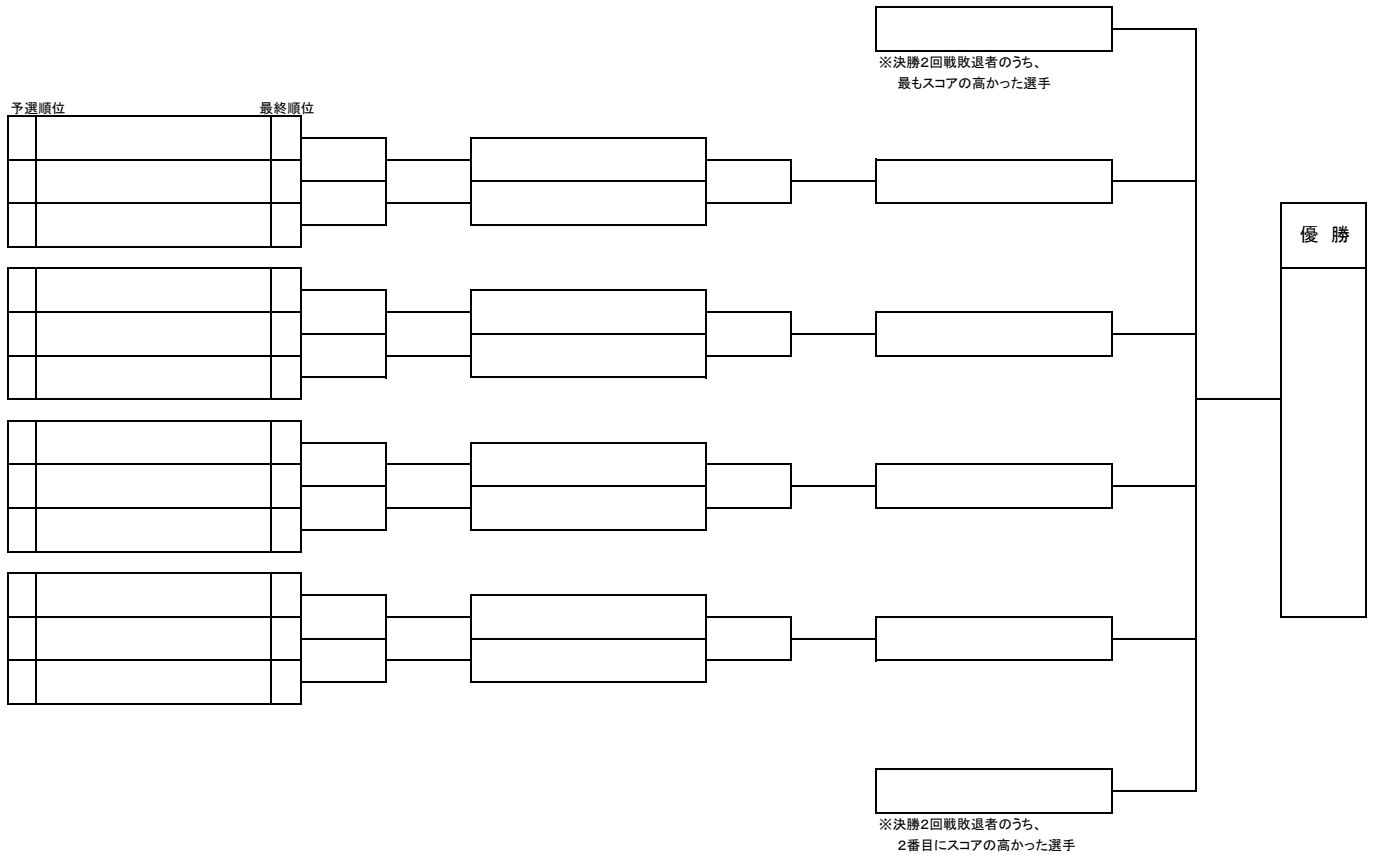 ※決勝2回戦敗退者のうち、
最もスコアの高かった選手
予選順位
最終順位
優 勝
※決勝2回戦敗退者のうち、
2番目にスコアの高かった選手